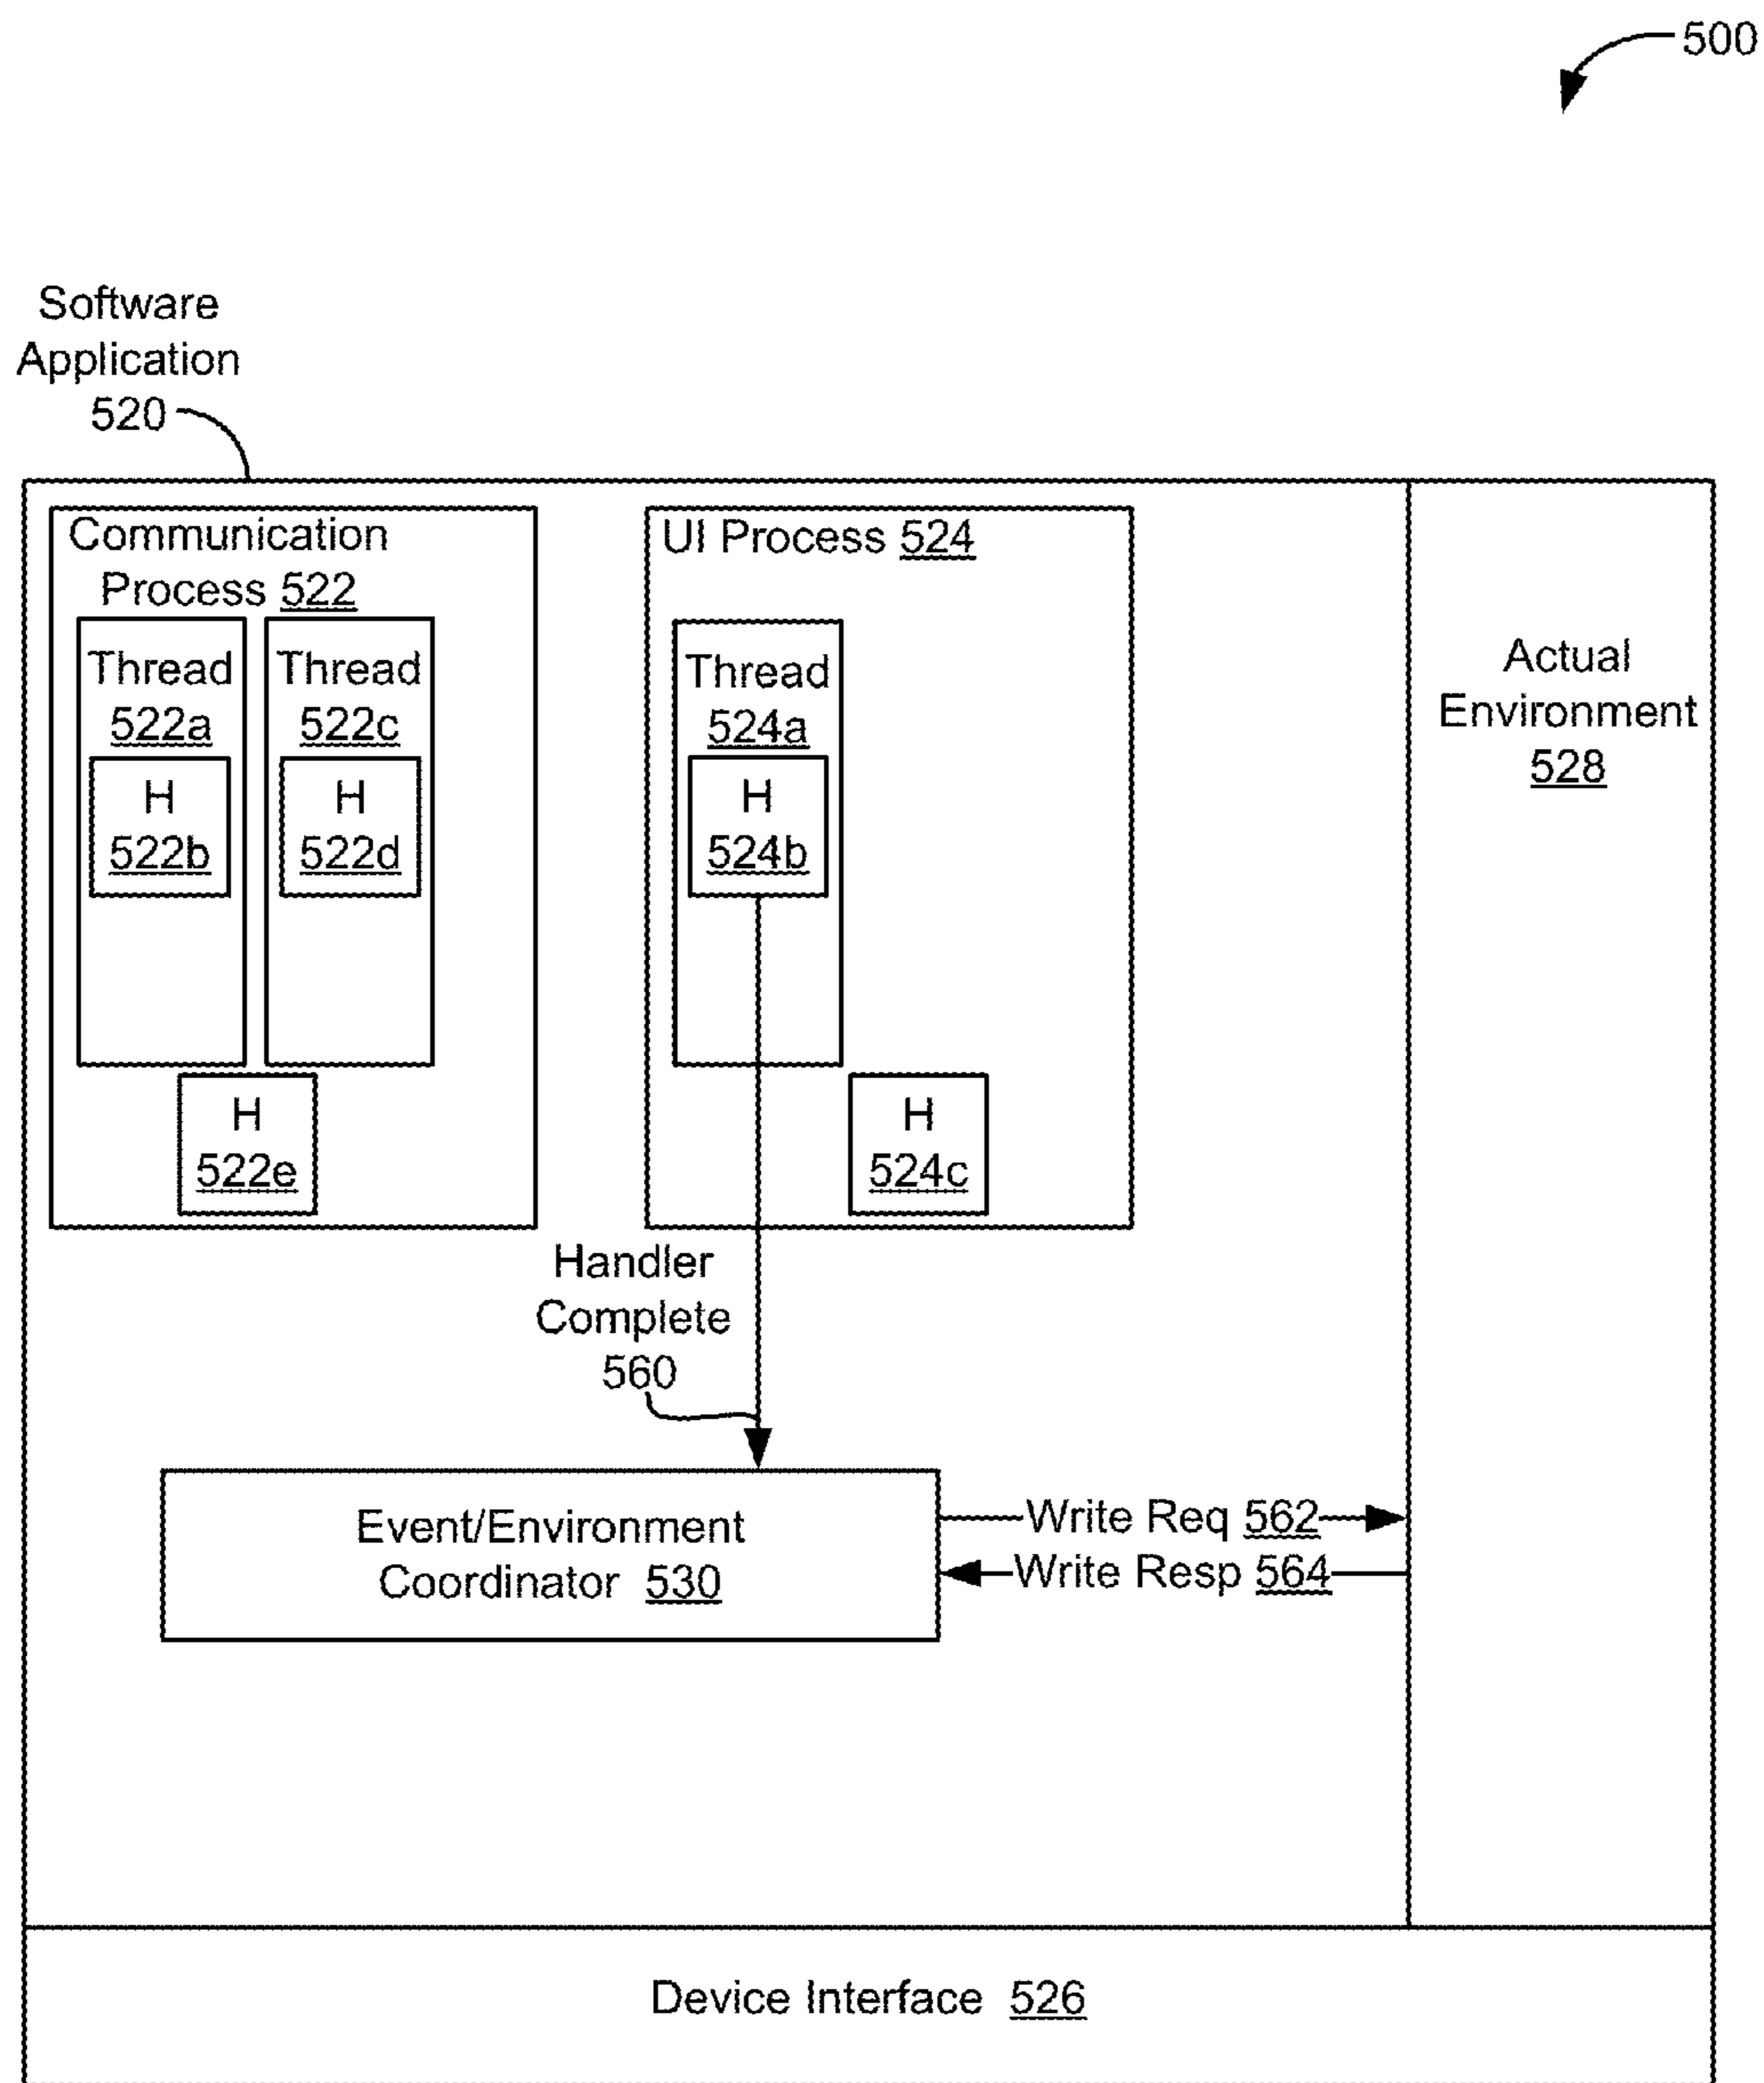 500
Software
Application
520
Communication
Process 522
Thread
522a
H
522b
Thread
522c
H
522d
H
522e
UI Process 524
Thread
524a
H
524b
H
524c
Actual
Environment
528
Handler
Complete
560
Event/Environment
Coordinator 530
Write Req 562
Write Resp 564
Device Interface 526